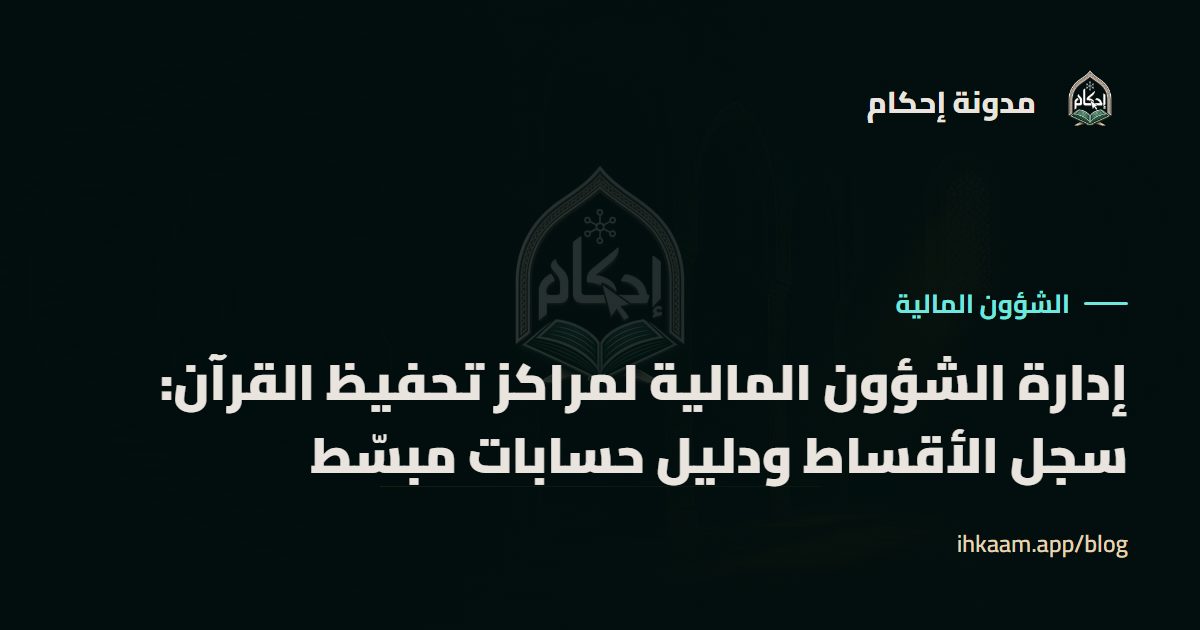 مدونة إحكام
إحكام
إحكام
الشؤون المالية
إدارة الشؤون المالية لمراكز تحفيظ القرآن:
سجل الأقساط ودليل حسابات مبسّط
ihkaam.app/blog